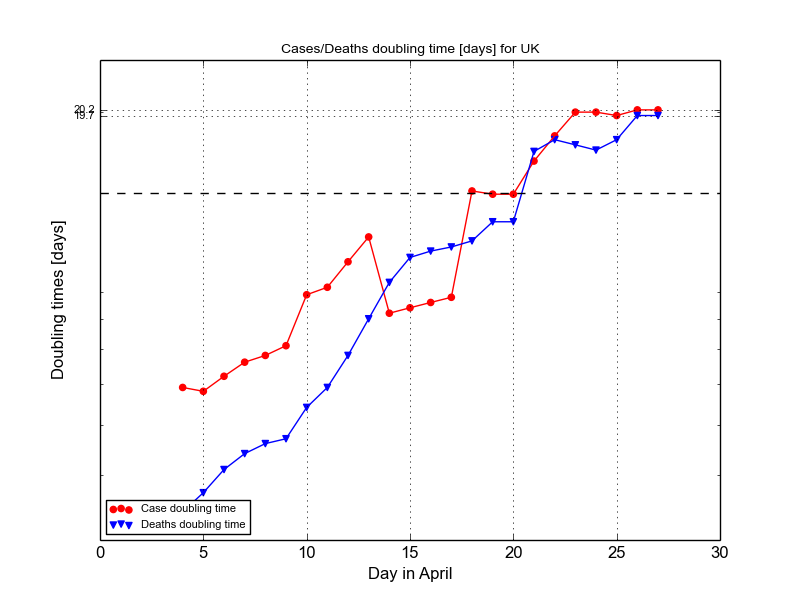 Cases/Deaths doubling time [days] for UK
20.2
19.7
Doubling times [days]
Case doubling time
Deaths doubling time
0 5 10 15 20 25 30
Day in April